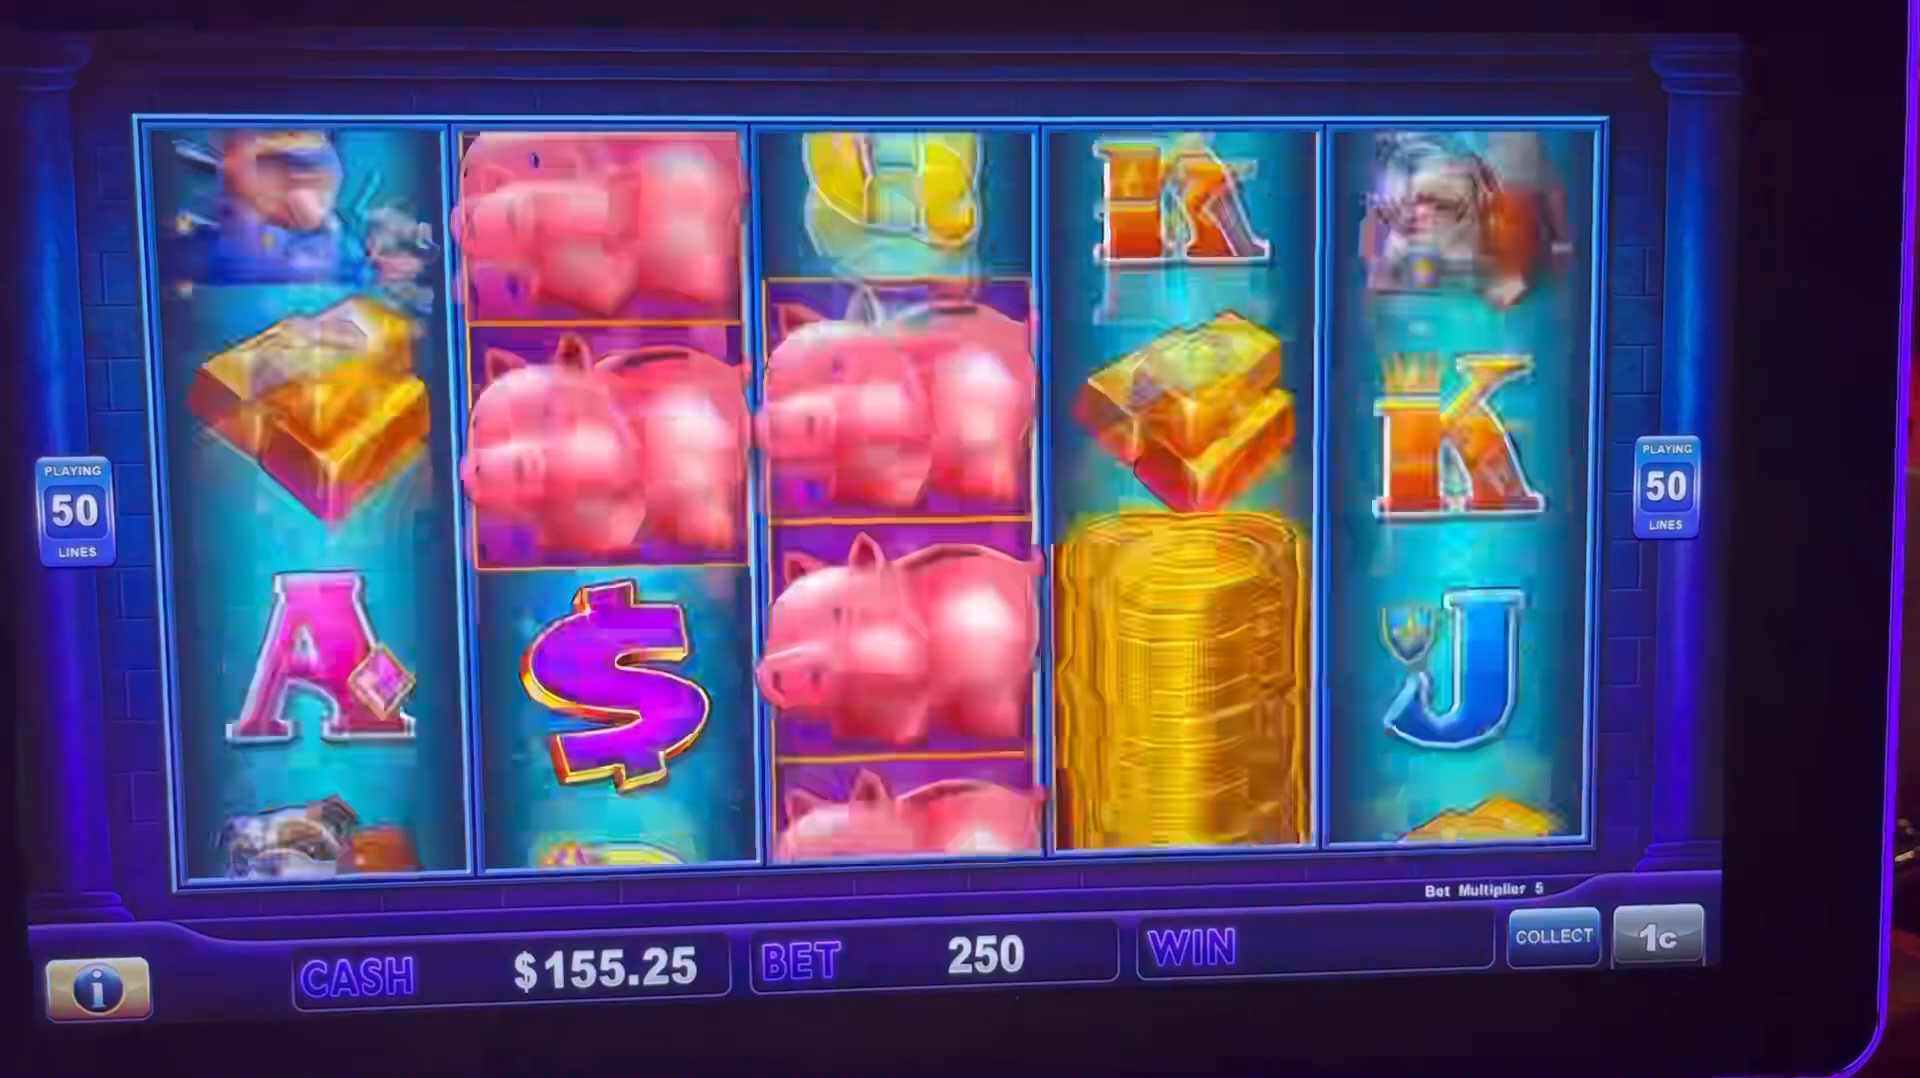 K
K
A
$
J
PLAYING
50
LINES
PLAYING
50
LINES
Bet Multiplier 5
CASH $155.25 BET 250 WIN COLLECT 1c
i